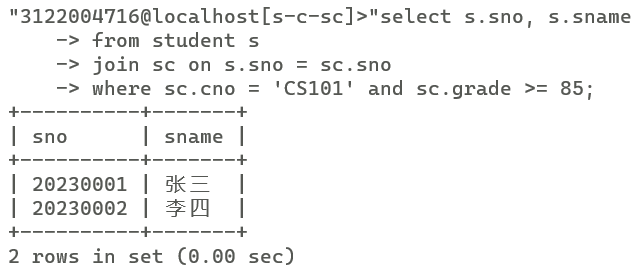 "3122004716@localhost[s-c-sc]>"select s.sno, s.sname
    -> from student s
    -> join sc on s.sno = sc.sno
    -> where sc.cno = 'CS101' and sc.grade >= 85;
+----------+-------+
| sno      | sname |
+----------+-------+
| 20230001 | 张三  |
| 20230002 | 李四  |
+----------+-------+
2 rows in set (0.00 sec)